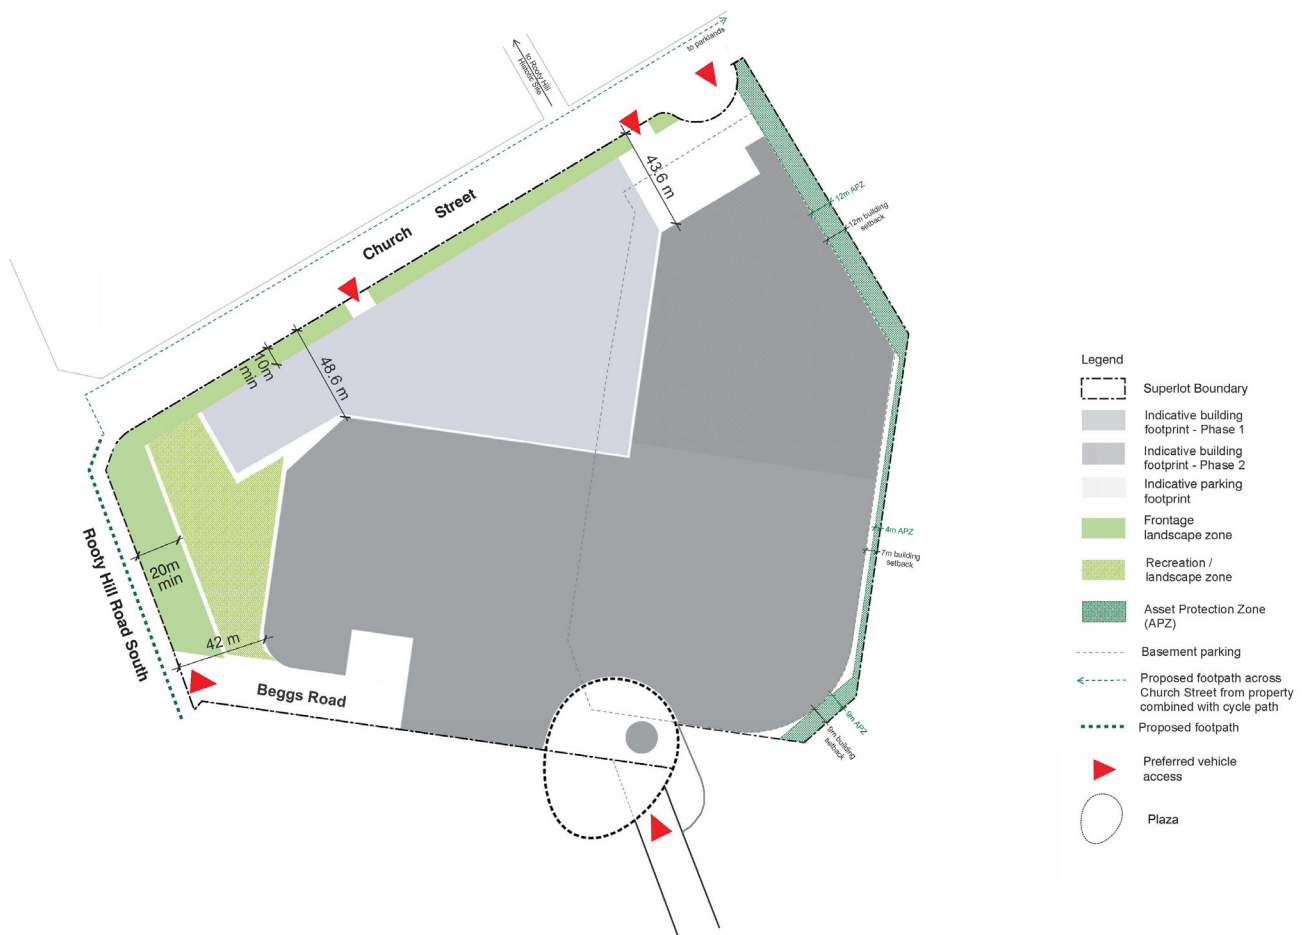 to parklands
to Rooty Hill
Historic Site
43.6 m
Church Street
12m APZ
12m building
setback
10m
min
48.6 m
4m APZ
7m building
setback
20m
min
Rooty Hill Road South
42 m
Beggs Road
9m APZ
9m building
setback
Legend
Superlot Boundary
Indicative building
footprint - Phase 1
Indicative building
footprint - Phase 2
Indicative parking
footprint
Frontage
landscape zone
Recreation /
landscape zone
Asset Protection Zone
(APZ)
Basement parking
Proposed footpath across
Church Street from property
combined with cycle path
Proposed footpath
Preferred vehicle
access
Plaza